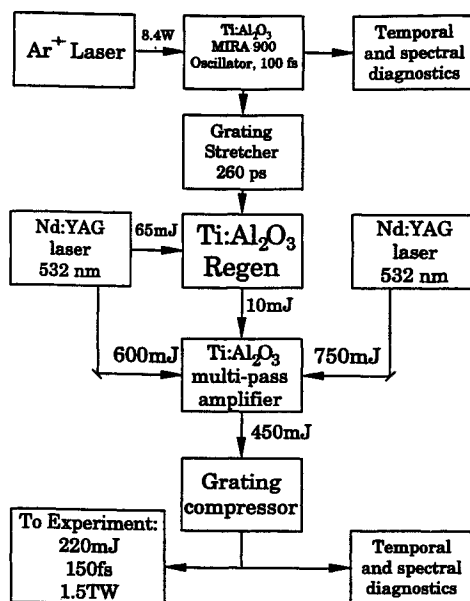 Ar+ Laser
8.4W
Ti:Al2O3
MIRA 900
Oscillator, 100 fs
Temporal
and spectral
diagnostics
Grating
Stretcher
260 ps
Nd:YAG
laser
532 nm
65mJ
Ti:Al2O3
Regen
Nd:YAG
laser
532 nm
10mJ
600mJ
Ti:Al2O3
multi-pass
amplifier
750mJ
450mJ
Grating
compressor
To Experiment:
220mJ
150fs
1.5TW
Temporal
and spectral
diagnostics